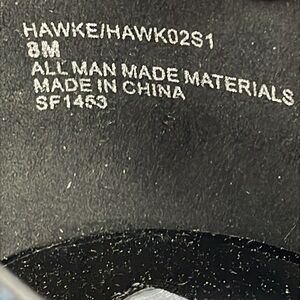 HAWKE/HAWK02S1
8M
ALL MAN MADE MATERIALS
MADE IN CHINA
SF1453